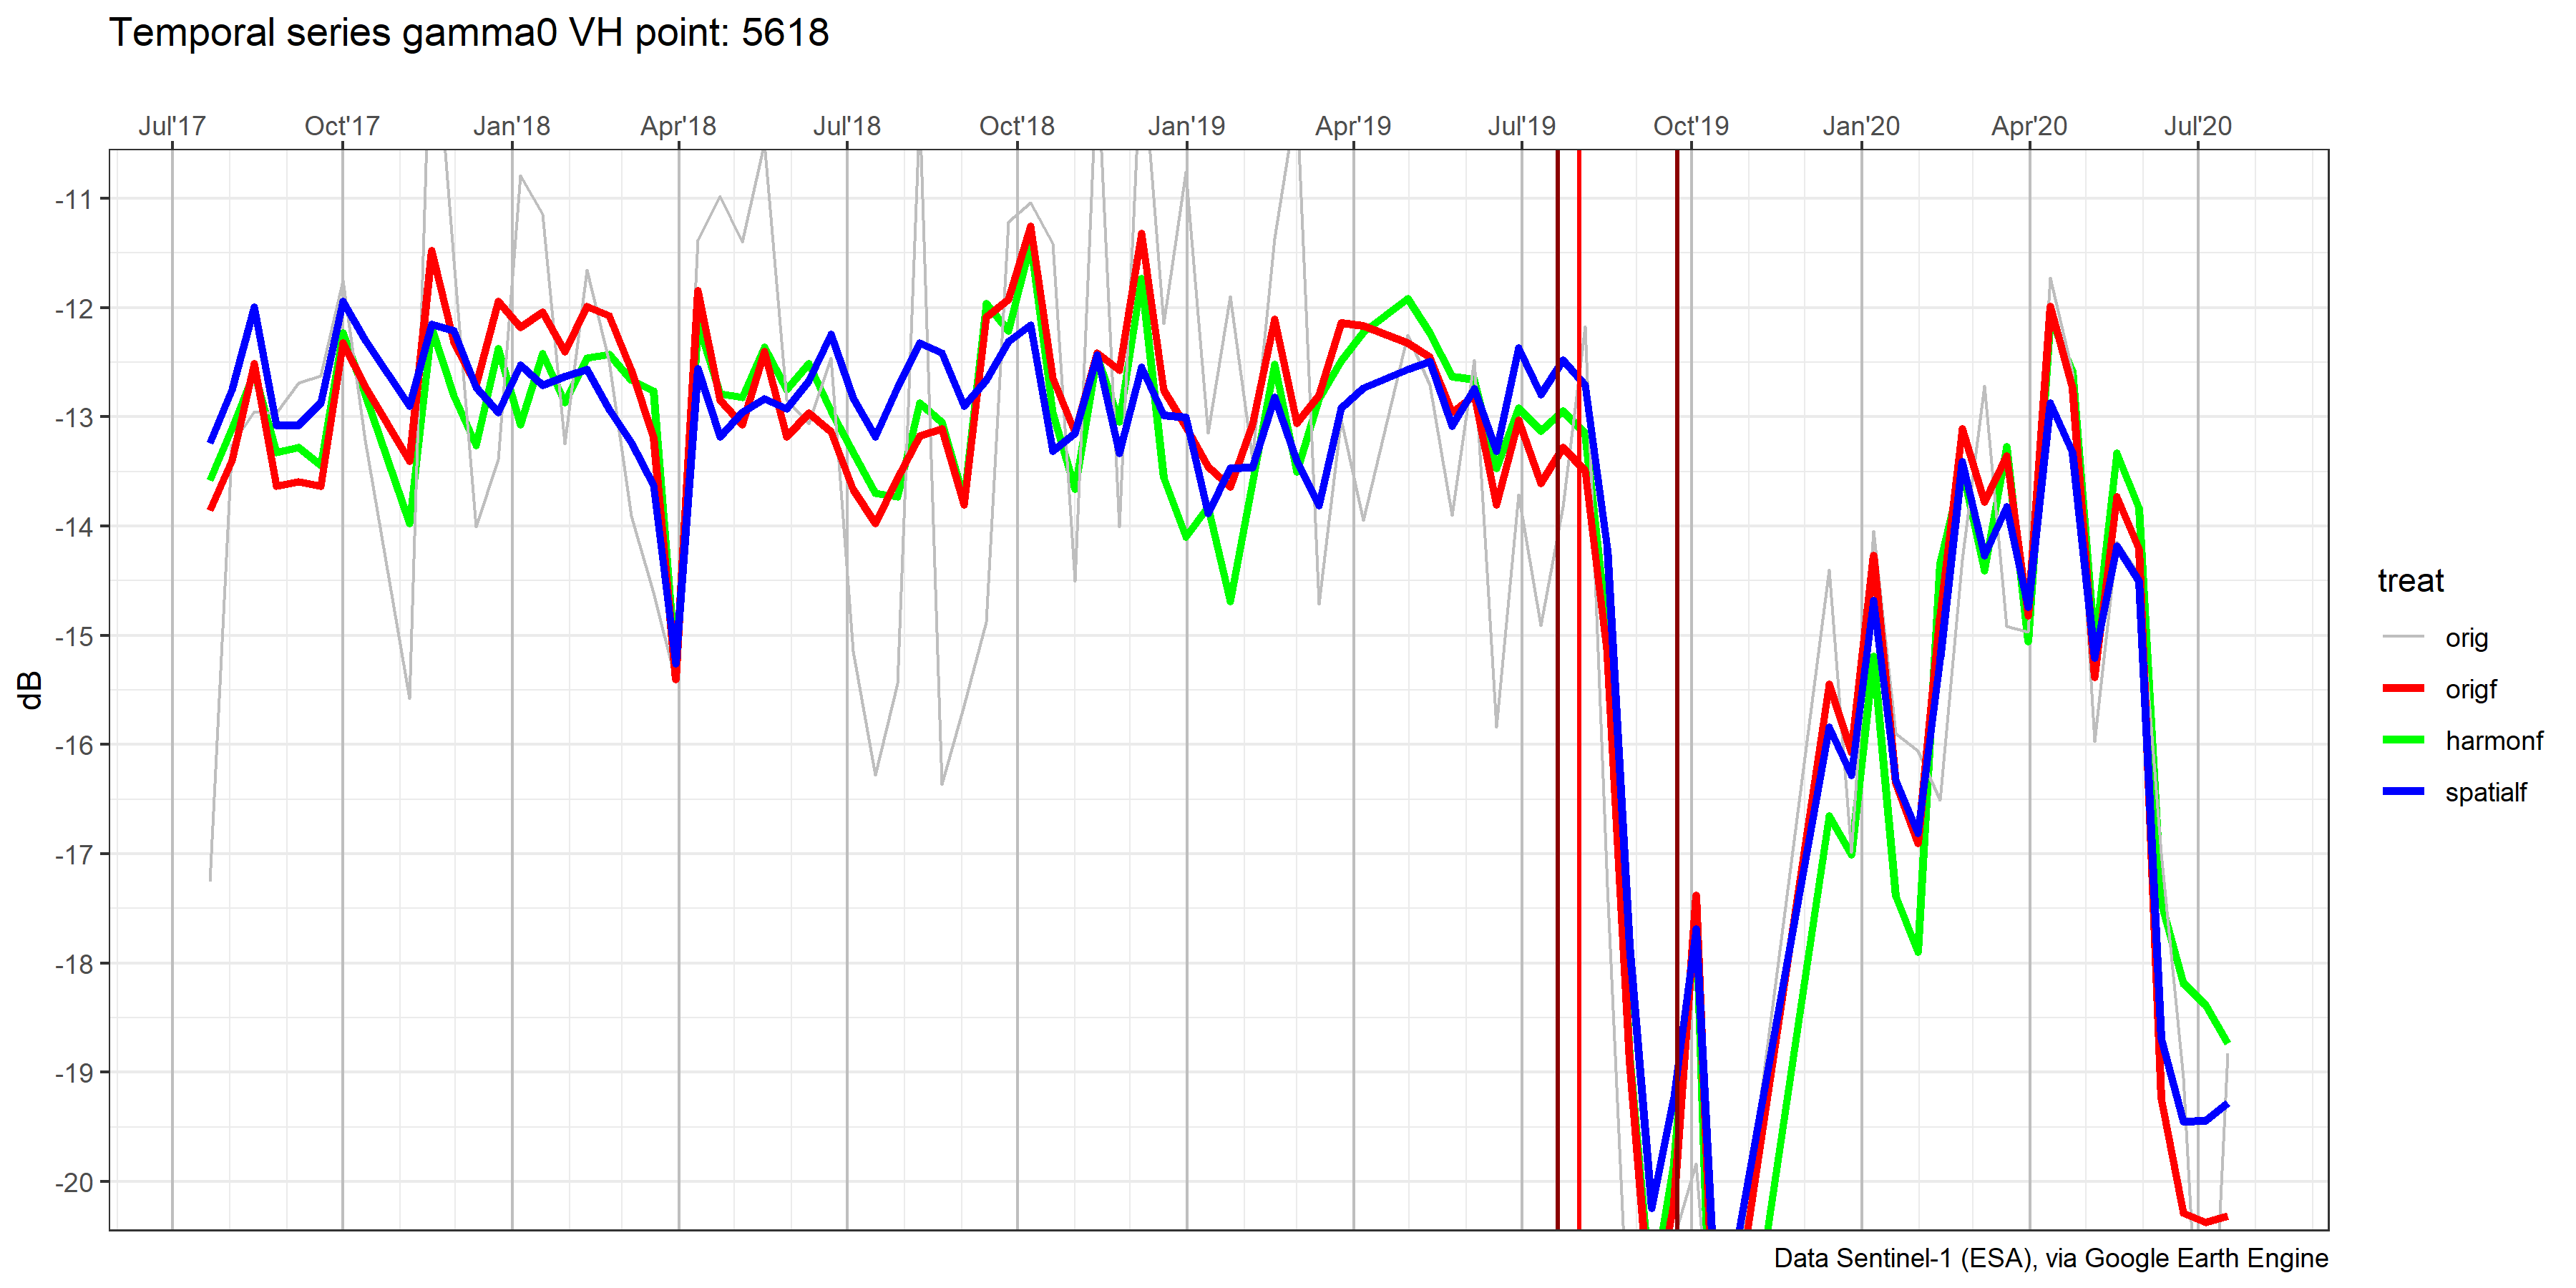 Temporal series gamma0 VH point: 5618
Jul'17 Oct'17 Jan'18 Apr'18 Jul'18 Oct'18 Jan'19 Apr'19 Jul'19 Oct'19 Jan'20 Apr'20 Jul'20
-11
-12
-13
-14
-15
-16
-17
-18
-19
-20
dB
treat
orig
origf
harmonf
spatialf
Data Sentinel-1 (ESA), via Google Earth Engine